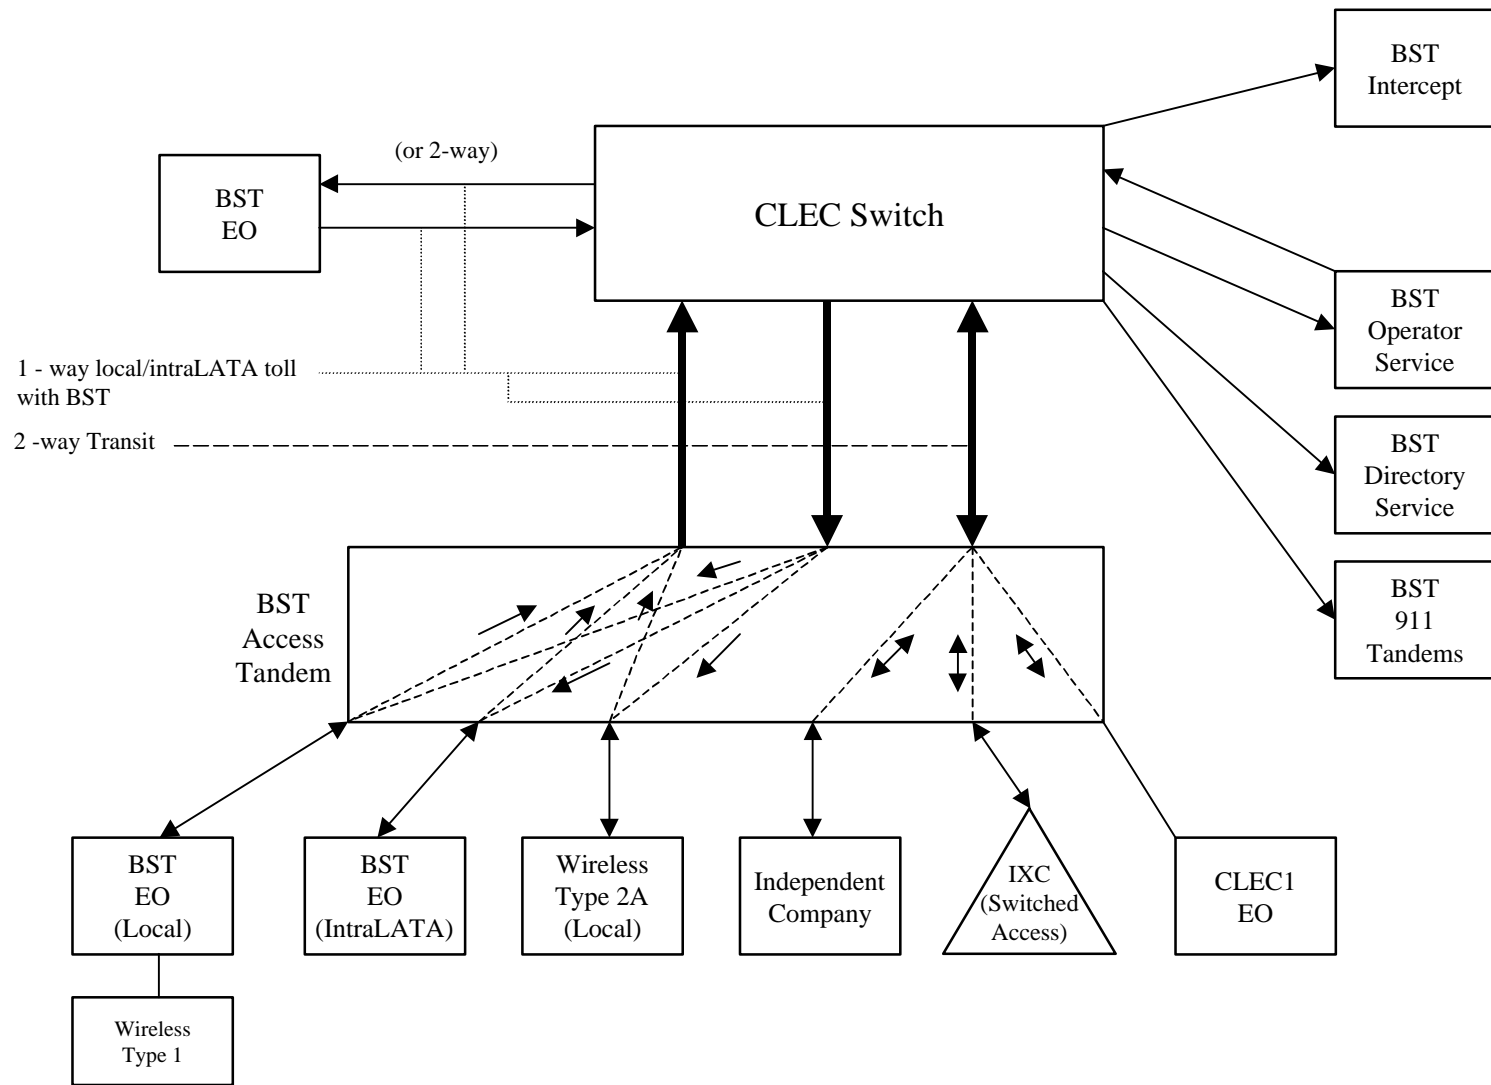 BST
Intercept
(or 2-way)
BST
EO
CLEC Switch
BST
Operator
Service
1 - way local/intraLATA toll
with BST
2 -way Transit
BST
Directory
Service
BST
Access
Tandem
BST
911
Tandems
BST
EO
(Local)
BST
EO
(IntraLATA)
Wireless
Type 2A
(Local)
Independent
Company
IXC
(Switched
Access)
CLEC1
EO
Wireless
Type 1